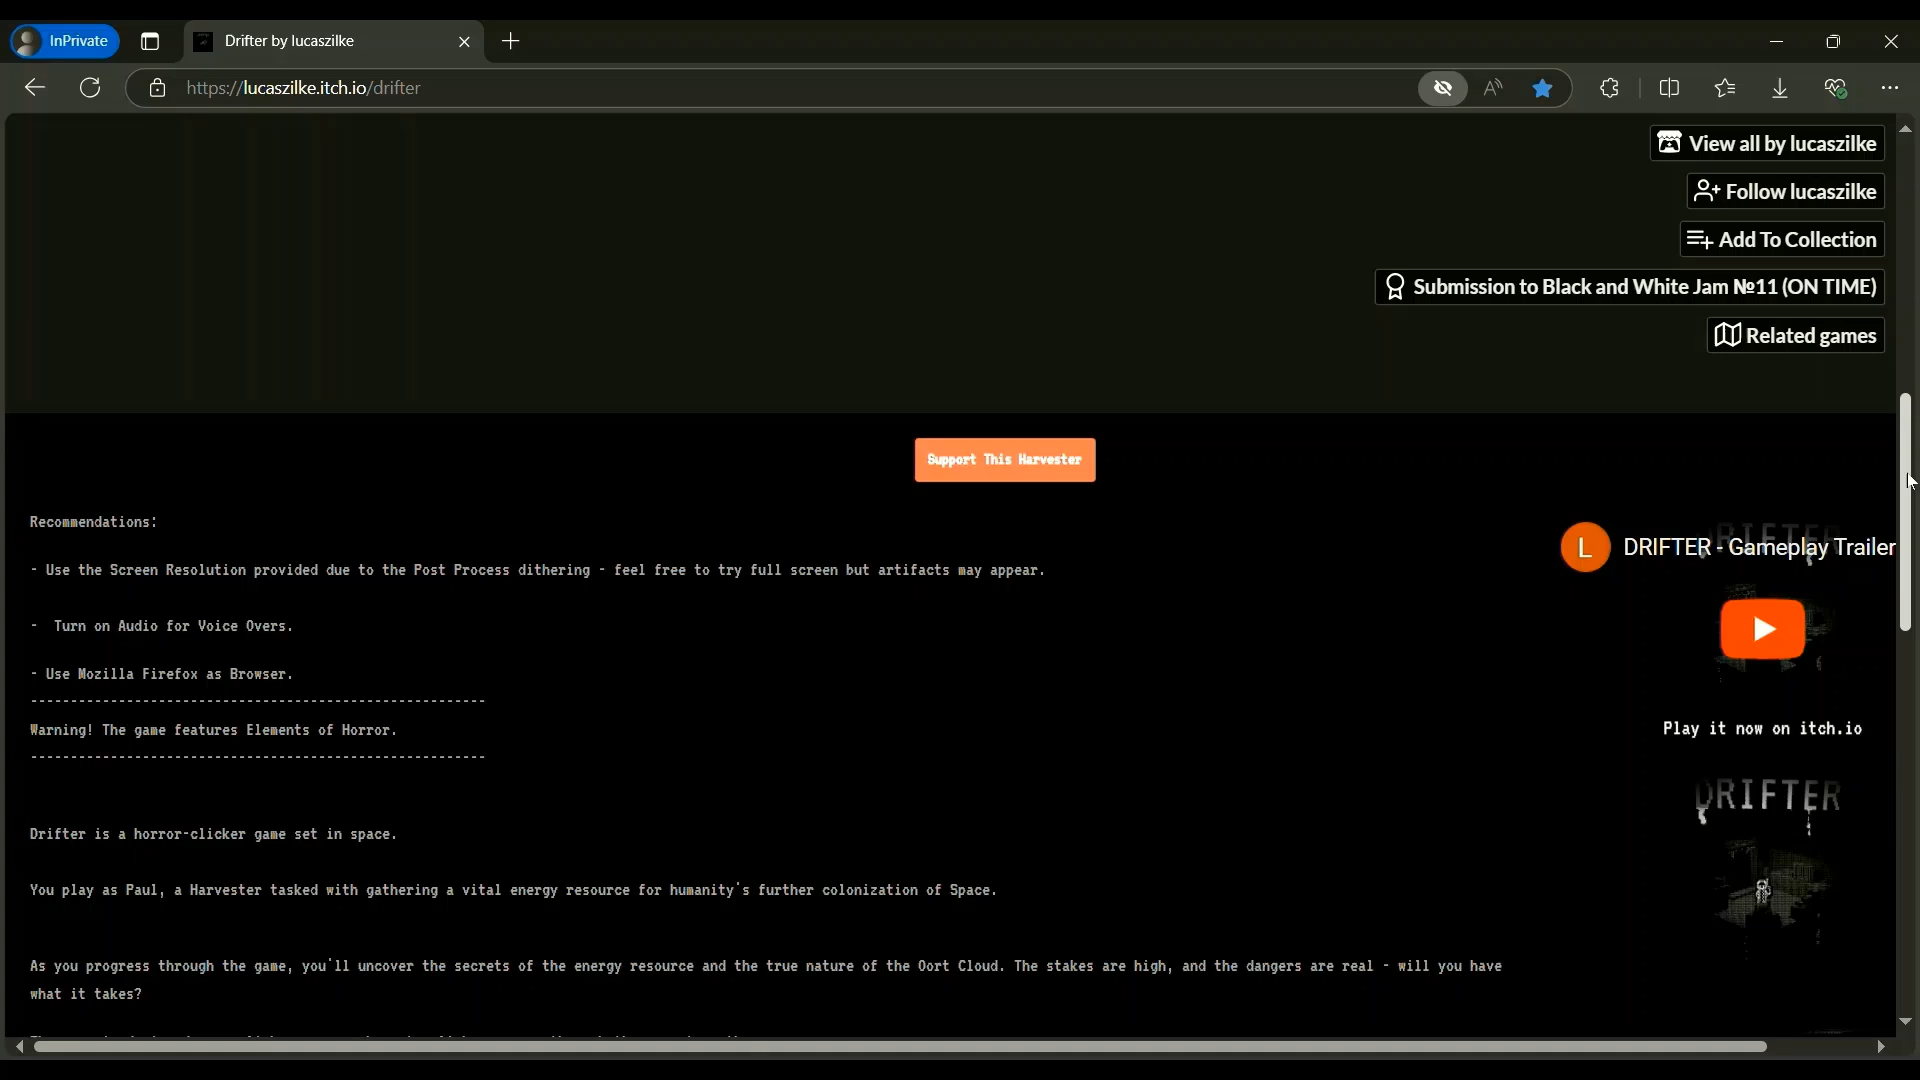 InPrivate
Drifter by lucaszilke
https://lucaszilke.itch.io/drifter
View all by lucaszilke
Follow lucaszilke
Add To Collection
Submission to Black and White Jam №11 (ON TIME)
Related games
Support This Harvester
Recommendations:
- Use the Screen Resolution provided due to the Post Process dithering - feel free to try full screen but artifacts may appear.
- Turn on Audio for Voice Overs.
- Use Mozilla Firefox as Browser.
---------------------------------------------------------
Warning! The game features Elements of Horror.
---------------------------------------------------------
Drifter is a horror-clicker game set in space.
You play as Paul, a Harvester tasked with gathering a vital energy resource for humanity's further colonization of Space.
As you progress through the game, you'll uncover the secrets of the energy resource and the true nature of the Oort Cloud. The stakes are high, and the dangers are real - will you have
what it takes?
DRIFTER
L
DRIFTER - Gameplay Trailer
Play it now on itch.io
DRIFTER